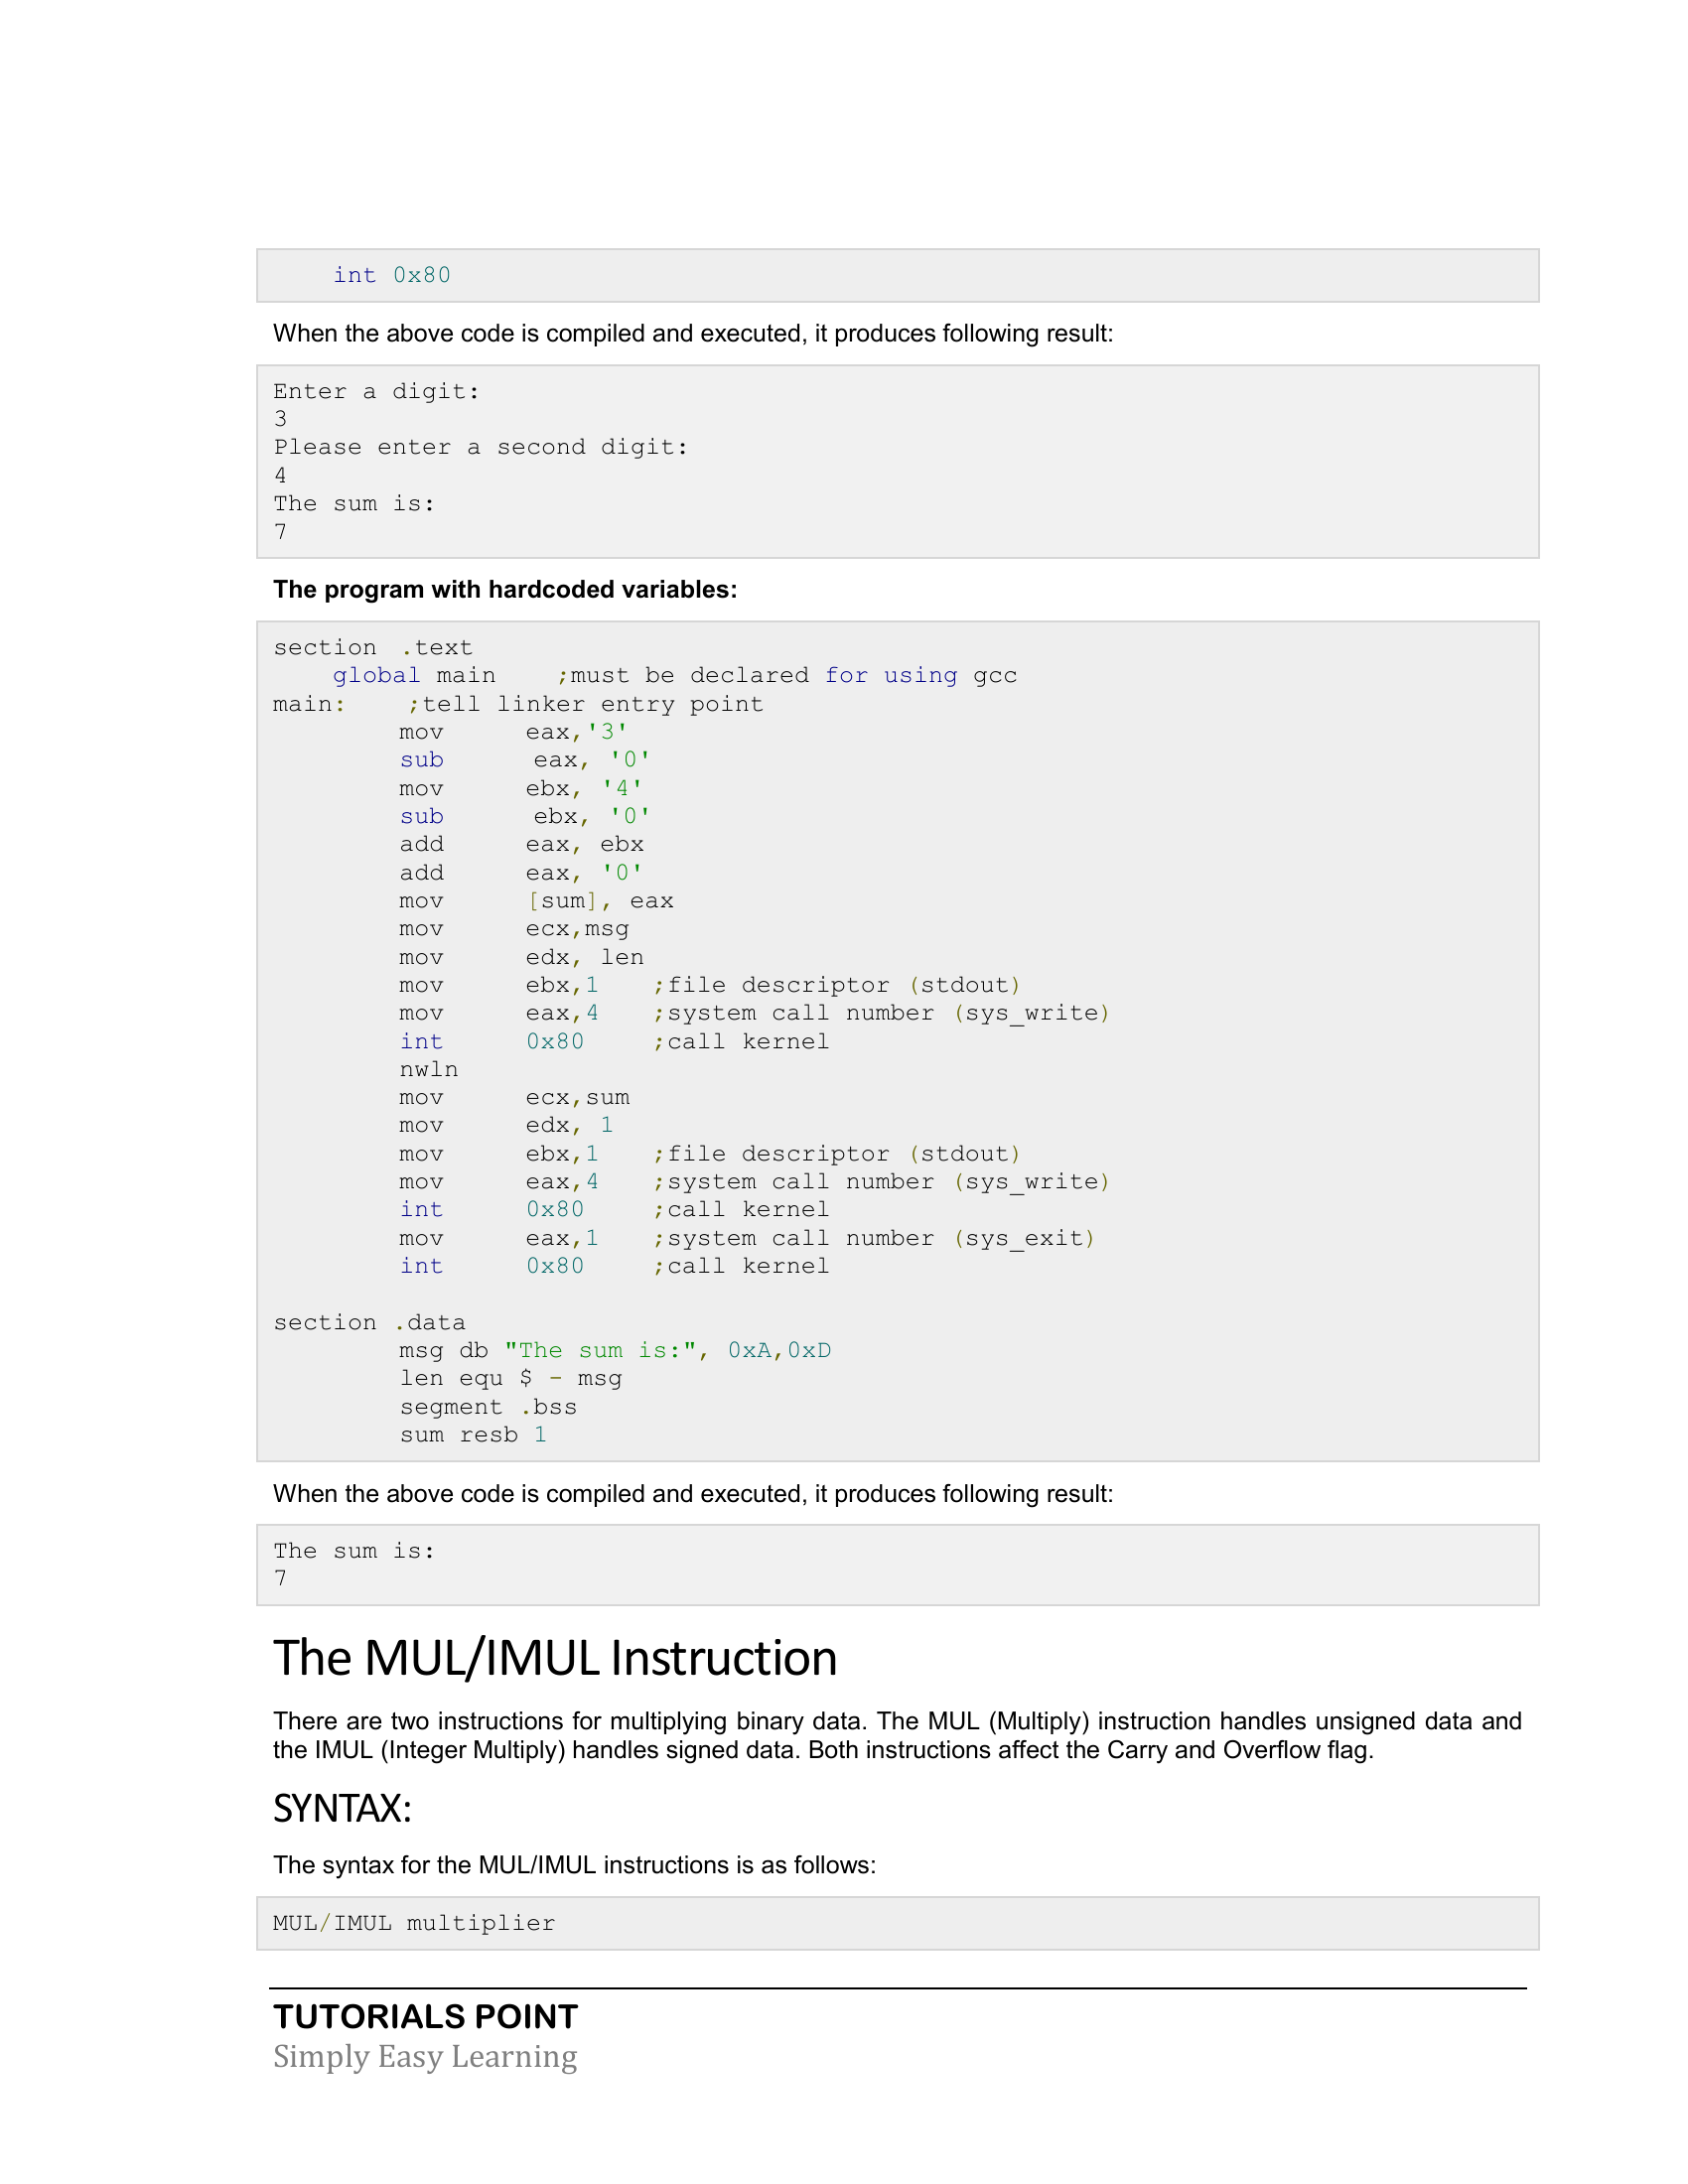 int 0x80
When the above code is compiled and executed, it produces following result:
Enter a digit:
3
Please enter a second digit:
4
The sum is:
7
The program with hardcoded variables:
section .text
global main ;must be declared for using gcc
main: ;tell linker entry point
mov eax,'3'
sub eax, '0'
mov ebx, '4'
sub ebx, '0'
add eax, ebx
add eax, '0'
mov [sum], eax
mov ecx,msg
mov edx, len
mov ebx,1 ;file descriptor (stdout)
mov eax,4 ;system call number (sys_write)
int 0x80 ;call kernel
nwln
mov ecx,sum
mov edx, 1
mov ebx,1 ;file descriptor (stdout)
mov eax,4 ;system call number (sys_write)
int 0x80 ;call kernel
mov eax,1 ;system call number (sys_exit)
int 0x80 ;call kernel
section .data
msg db "The sum is:", 0xA,0xD
len equ $ - msg
segment .bss
sum resb 1
When the above code is compiled and executed, it produces following result:
The sum is:
7
The MUL/IMUL Instruction
There are two instructions for multiplying binary data. The MUL (Multiply) instruction handles unsigned data and
the IMUL (Integer Multiply) handles signed data. Both instructions affect the Carry and Overflow flag.
SYNTAX:
The syntax for the MUL/IMUL instructions is as follows:
MUL/IMUL multiplier
TUTORIALS POINT
Simply Easy Learning